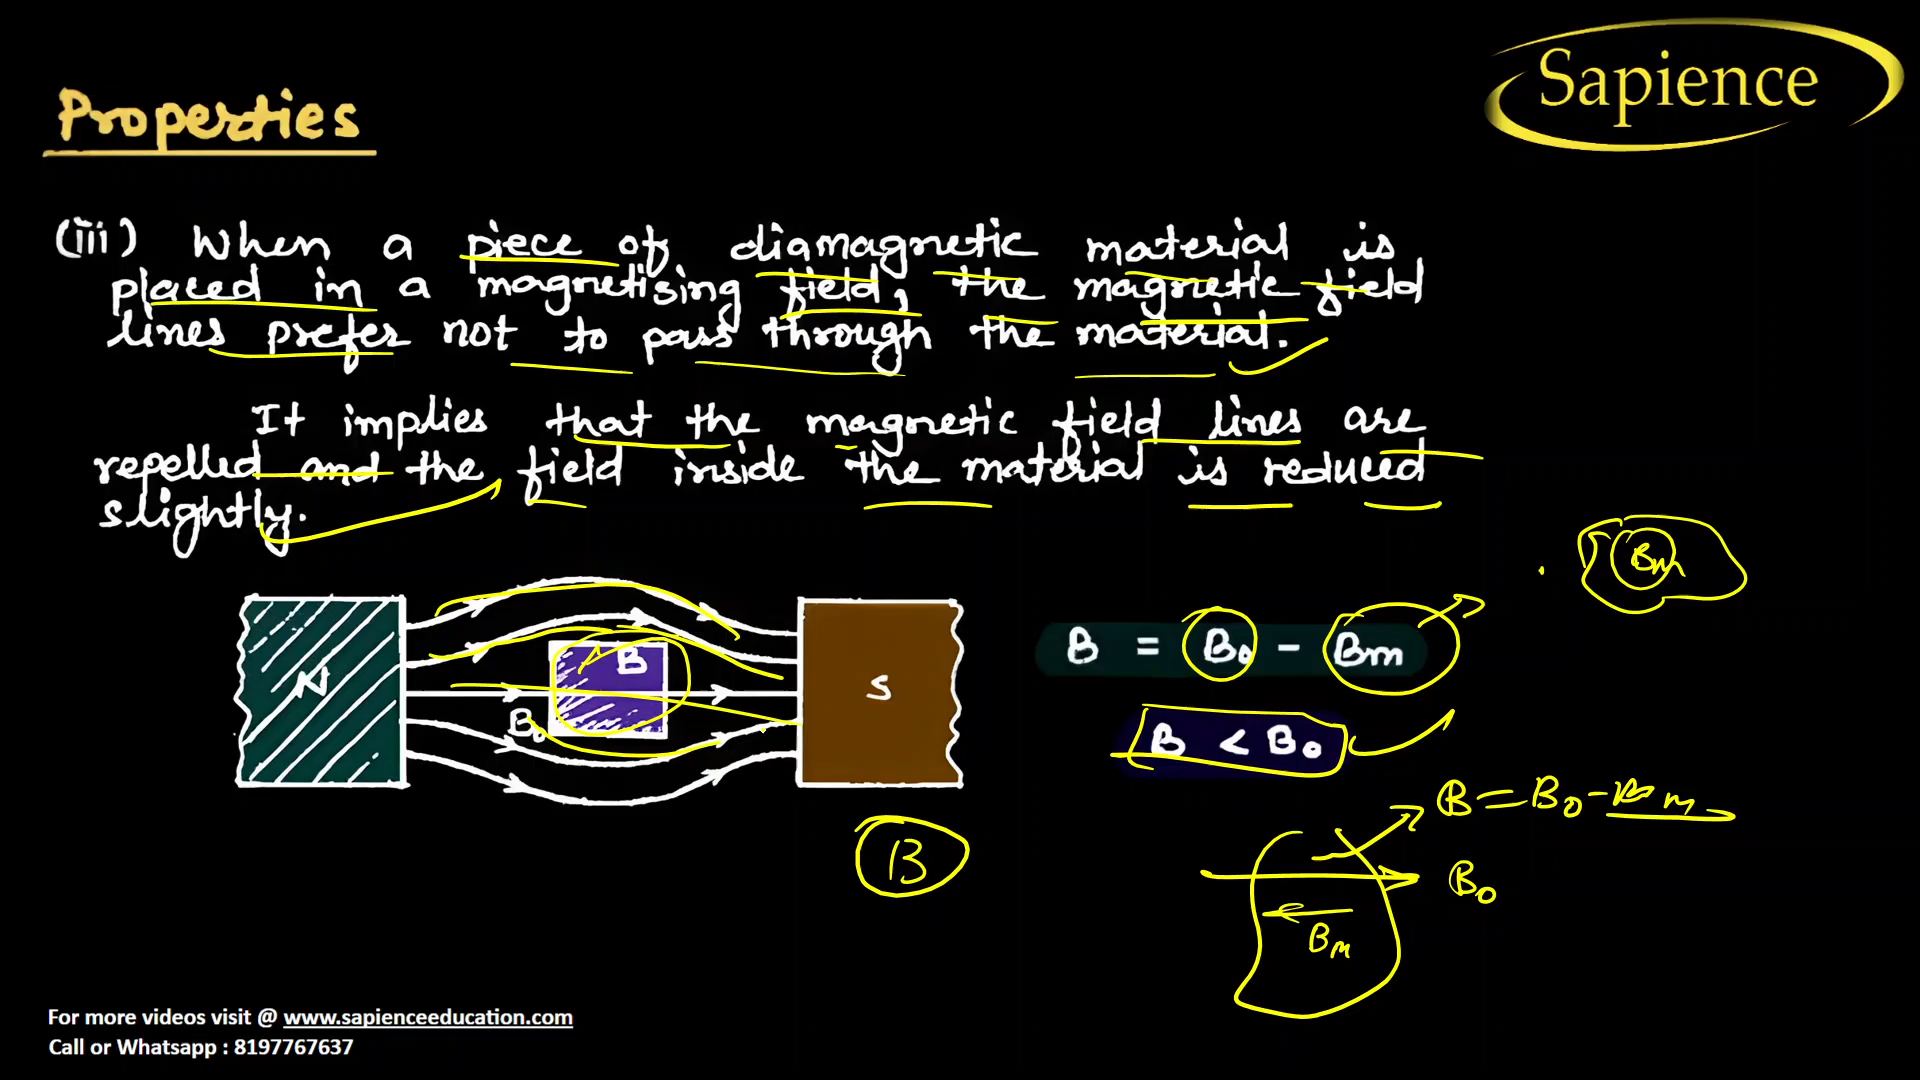 Sapience
Properties
(iii) When a piece of diamagnetic material is
placed in a magnetising field, the magnetic field
lines prefer not to pass through the material.
It implies that the magnetic field lines are
repelled and the field inside the material is reduced
slightly.
Bm
B = B₀ - Bm
N
B
S
B₀
B < B₀
B = B₀ - Bm
B
B₀
Bm
For more videos visit @ www.sapienceeducation.com
Call or Whatsapp : 8197767637